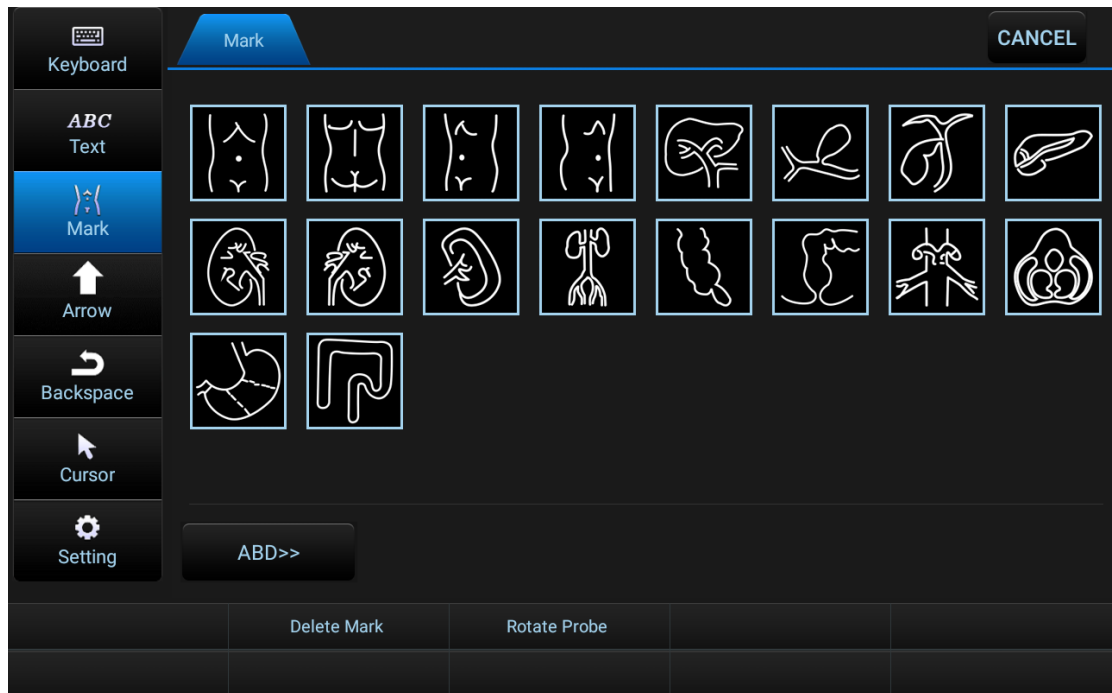 Keyboard
Mark
CANCEL
ABC
Text
Mark
Arrow
Backspace
Cursor
Setting
ABD>>
Delete Mark
Rotate Probe